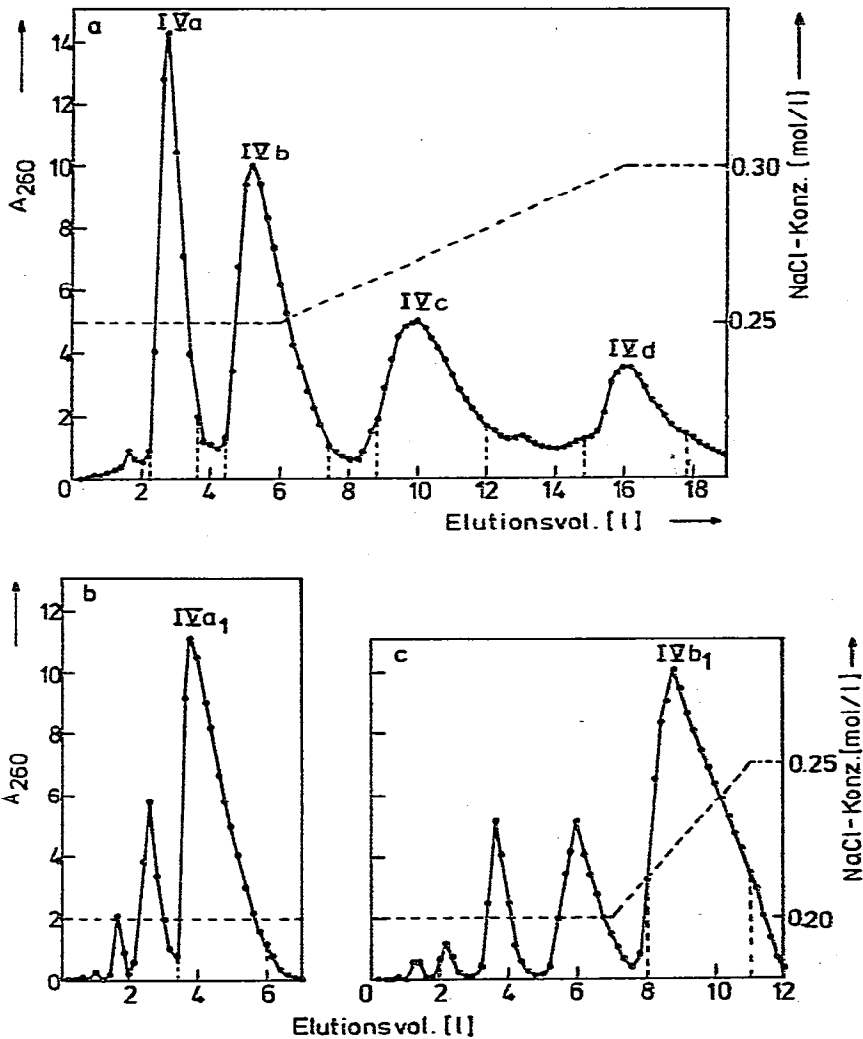 a
IVa
IVb
IVc
IVd
14
12
10
8
6
4
2
0
A260
0.30
0.25
NaCl-Konz. [mol/l]
2 4 6 8 10 12 14 16 18
Elutionsvol. [l]
b
IVa1
12
10
8
6
4
2
0
A260
2 4 6
c
IVb1
0.25
0.20
NaCl-Konz. [mol/l]
0 2 4 6 8 10 12
Elutionsvol. [l]